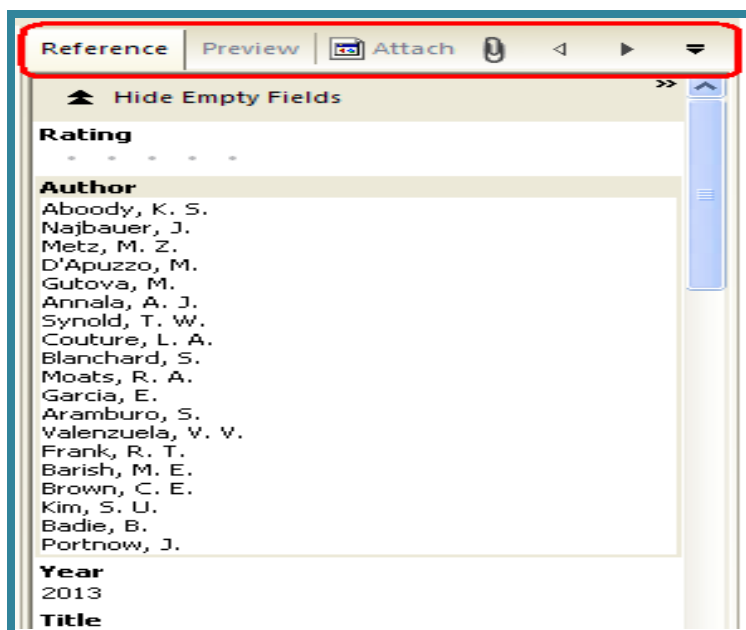 Reference Preview Attach
Hide Empty Fields
Rating
Author
Aboody, K. S.
Najbauer, J.
Metz, M. Z.
D'Apuzzo, M.
Gutova, M.
Annala, A. J.
Synold, T. W.
Couture, L. A.
Blanchard, S.
Moats, R. A.
Garcia, E.
Aramburo, S.
Valenzuela, V. V.
Frank, R. T.
Barish, M. E.
Brown, C. E.
Kim, S. U.
Badie, B.
Portnow, J.
Year
2013
Title